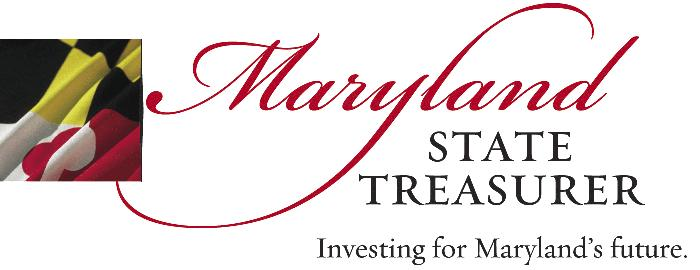 Maryland
STATE
TREASURER
Investing for Maryland's future.